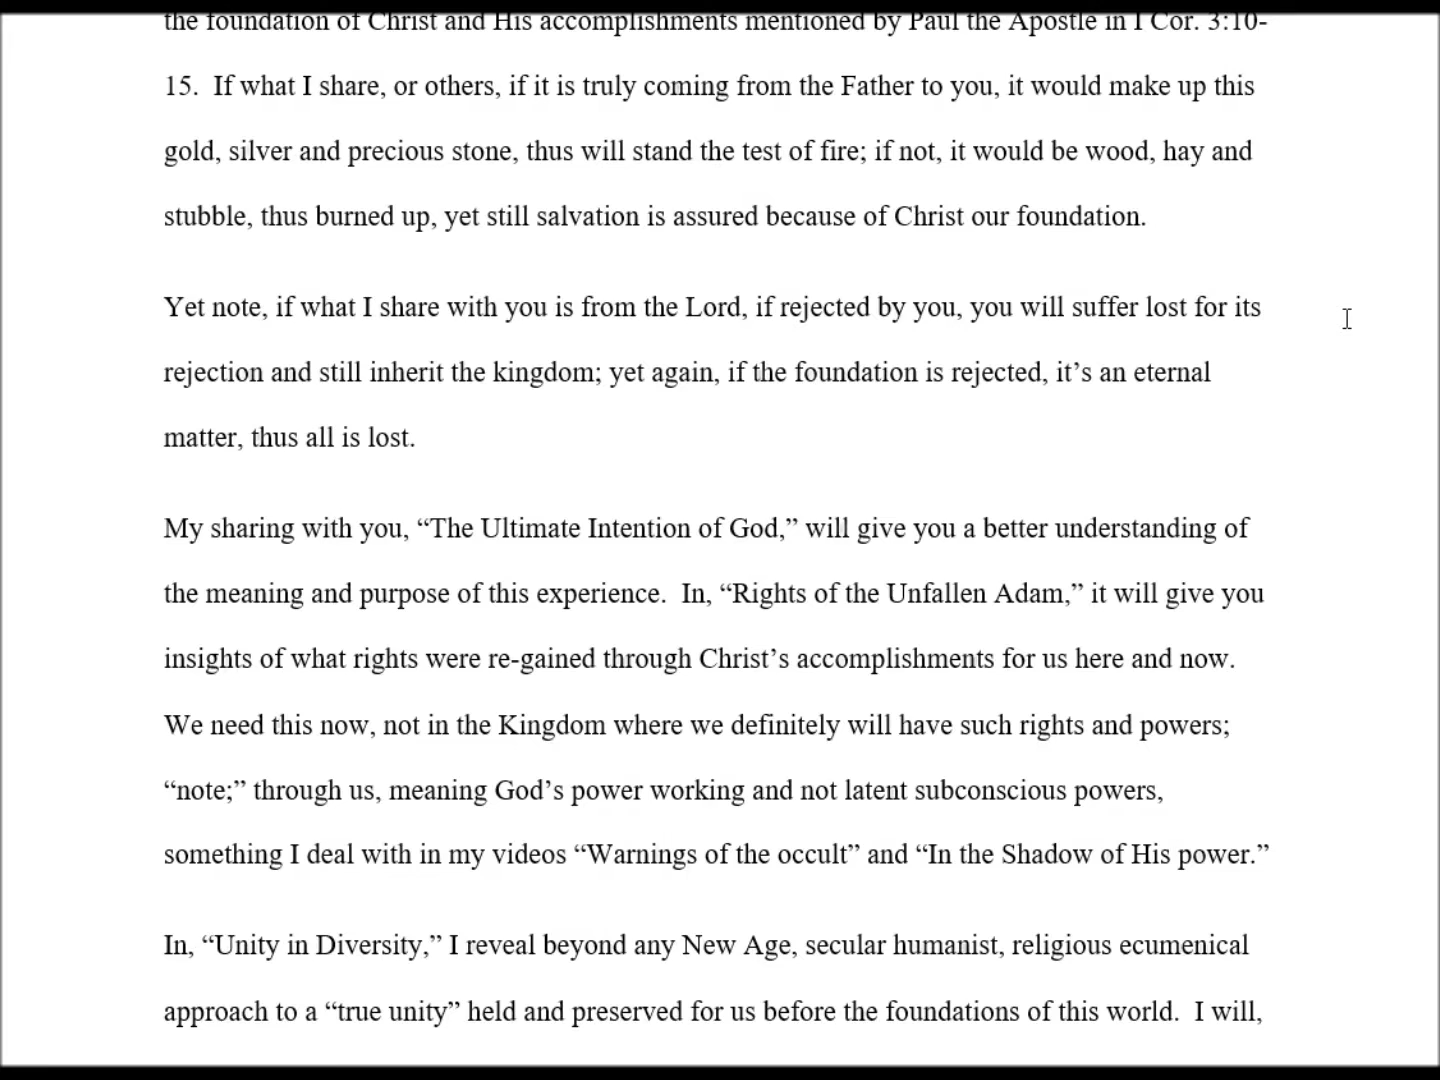 the foundation of Christ and His accomplishments mentioned by Paul the Apostle in I Cor. 3:10-
15.  If what I share, or others, if it is truly coming from the Father to you, it would make up this
gold, silver and precious stone, thus will stand the test of fire; if not, it would be wood, hay and
stubble, thus burned up, yet still salvation is assured because of Christ our foundation.
Yet note, if what I share with you is from the Lord, if rejected by you, you will suffer lost for its
rejection and still inherit the kingdom; yet again, if the foundation is rejected, it’s an eternal
matter, thus all is lost.
My sharing with you, “The Ultimate Intention of God,” will give you a better understanding of
the meaning and purpose of this experience.  In, “Rights of the Unfallen Adam,” it will give you
insights of what rights were re-gained through Christ’s accomplishments for us here and now.
We need this now, not in the Kingdom where we definitely will have such rights and powers;
“note;” through us, meaning God’s power working and not latent subconscious powers,
something I deal with in my videos “Warnings of the occult” and “In the Shadow of His power.”
In, “Unity in Diversity,” I reveal beyond any New Age, secular humanist, religious ecumenical
approach to a “true unity” held and preserved for us before the foundations of this world.  I will,